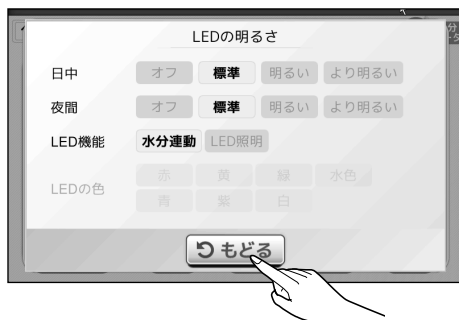 LEDの明るさ
日中 オフ 標準 明るい より明るい
夜間 オフ 標準 明るい より明るい
LED機能 水分連動 LED照明
LEDの色 赤 黄 緑 水色
青 紫 白
もどる